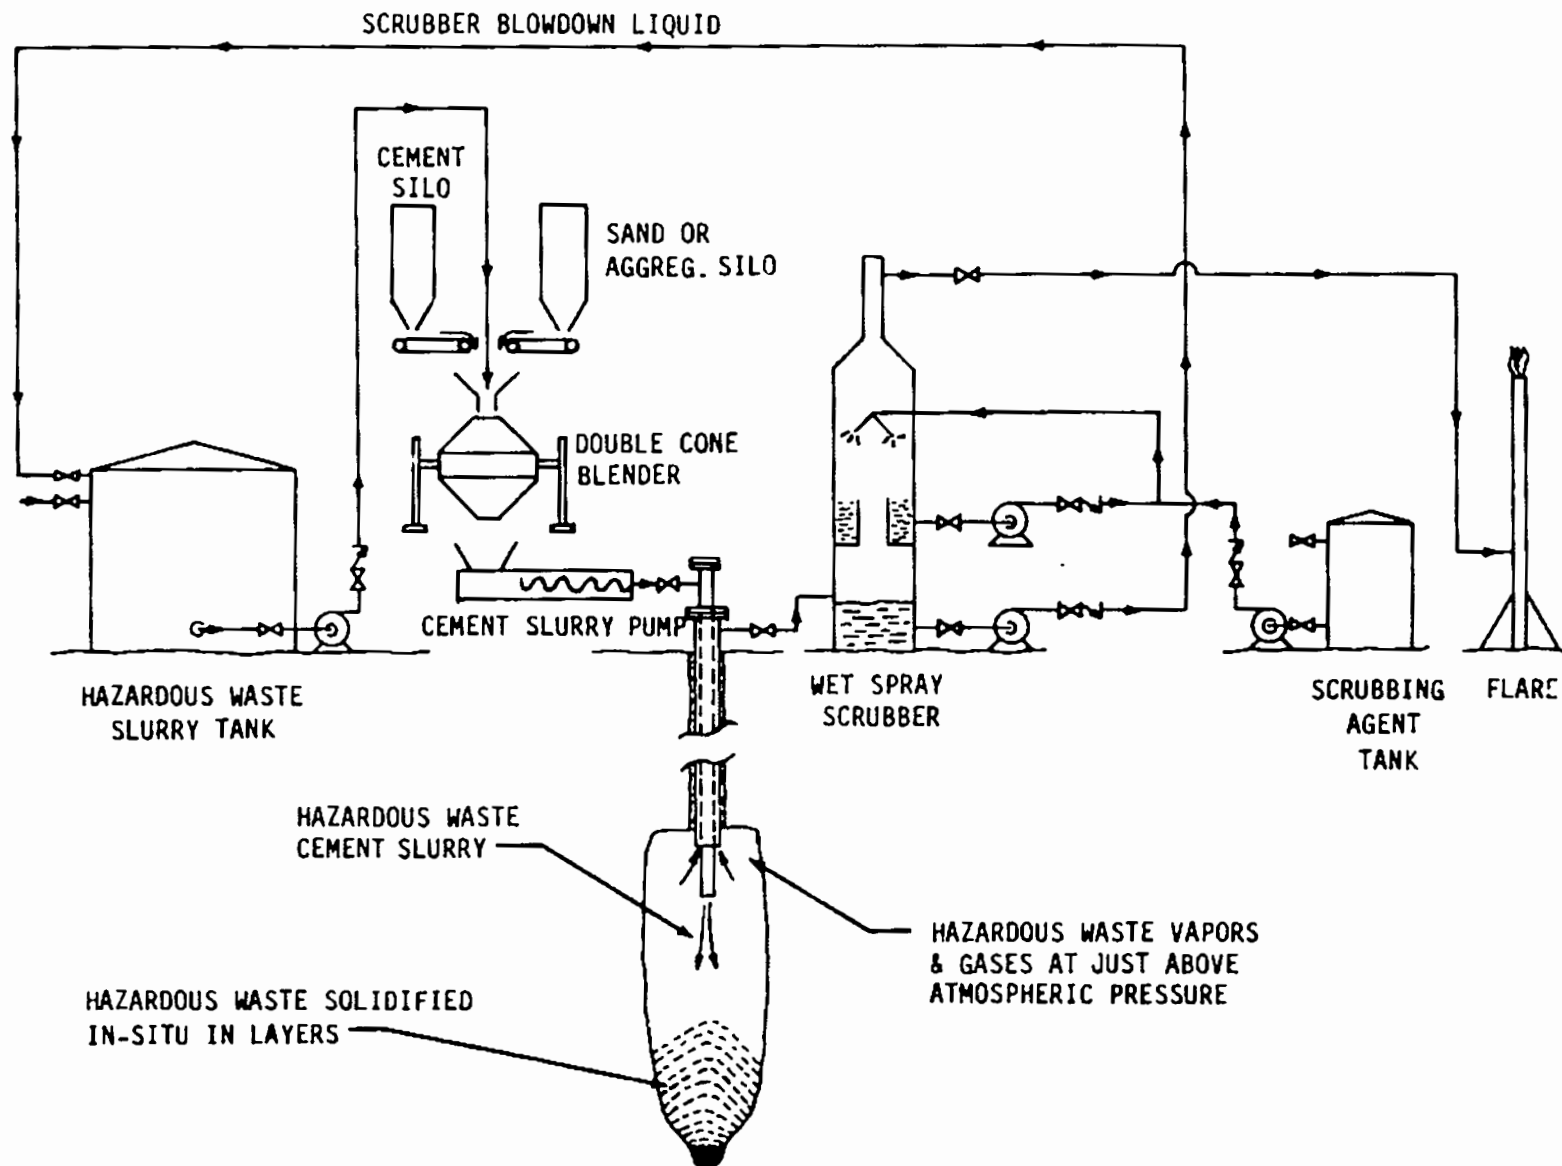 SCRUBBER BLOWDOWN LIQUID
CEMENT
SILO
SAND OR
AGGREG. SILO
DOUBLE CONE
BLENDER
CEMENT SLURRY PUMP
HAZARDOUS WASTE
SLURRY TANK
WET SPRAY
SCRUBBER
SCRUBBING
AGENT
TANK
FLARE
HAZARDOUS WASTE
CEMENT SLURRY
HAZARDOUS WASTE VAPORS
& GASES AT JUST ABOVE
ATMOSPHERIC PRESSURE
HAZARDOUS WASTE SOLIDIFIED
IN-SITU IN LAYERS